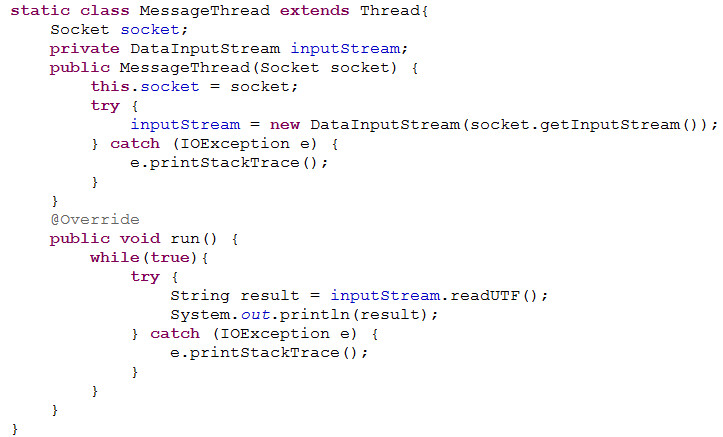 static class MessageThread extends Thread{
    Socket socket;
    private DataInputStream inputStream;
    public MessageThread(Socket socket) {
        this.socket = socket;
        try {
            inputStream = new DataInputStream(socket.getInputStream());
        } catch (IOException e) {
            e.printStackTrace();
        }
    }
    @Override
    public void run() {
        while(true){
            try {
                String result = inputStream.readUTF();
                System.out.println(result);
            } catch (IOException e) {
                e.printStackTrace();
            }
        }
    }
}